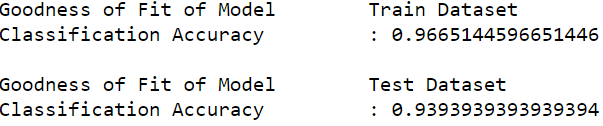 Goodness of Fit of Model Train Dataset
Classification Accuracy : 0.9665144596651446
Goodness of Fit of Model Test Dataset
Classification Accuracy : 0.9393939393939394